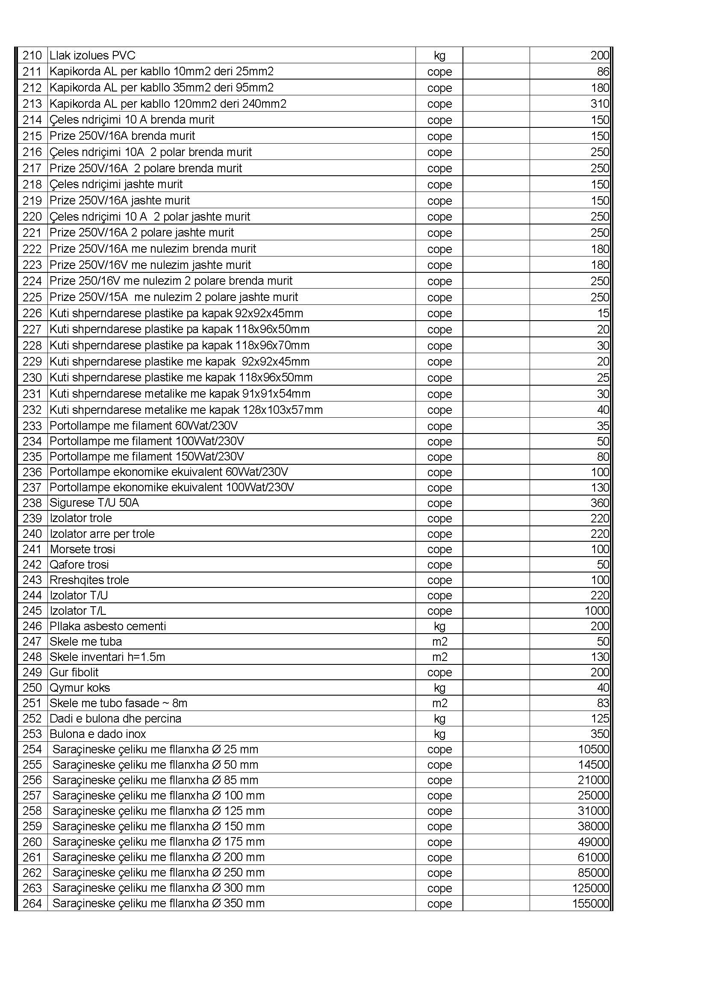 210 Llak izolues PVC kg 200
211 Kapikorda AL per kabllo 10mm2 deri 25mm2 cope 86
212 Kapikorda AL per kabllo 35mm2 deri 95mm2 cope 180
213 Kapikorda AL per kabllo 120mm2 deri 240mm2 cope 310
214 Çeles ndriçimi 10 A brenda murit cope 150
215 Prize 250V/16A brenda murit cope 150
216 Çeles ndriçimi 10A  2 polar brenda murit cope 250
217 Prize 250V/16A  2 polare brenda murit cope 250
218 Çeles ndriçimi jashte murit cope 150
219 Prize 250V/16A jashte murit cope 150
220 Çeles ndriçimi 10 A  2 polar jashte murit cope 250
221 Prize 250V/16A 2 polare jashte murit cope 250
222 Prize 250V/16A me nulezim brenda murit cope 180
223 Prize 250V/16V me nulezim jashte murit cope 180
224 Prize 250/16V me nulezim 2 polare brenda murit cope 250
225 Prize 250V/15A  me nulezim 2 polare jashte murit cope 250
226 Kuti shperndarese plastike pa kapak 92x92x45mm cope 15
227 Kuti shperndarese plastike pa kapak 118x96x50mm cope 20
228 Kuti shperndarese plastike pa kapak 118x96x70mm cope 30
229 Kuti shperndarese plastike me kapak  92x92x45mm cope 20
230 Kuti shperndarese plastike me kapak 118x96x50mm cope 25
231 Kuti shperndarese metalike me kapak 91x91x54mm cope 30
232 Kuti shperndarese metalike me kapak 128x103x57mm cope 40
233 Portollampe me filament 60Wat/230V cope 35
234 Portollampe me filament 100Wat/230V cope 50
235 Portollampe me filament 150Wat/230V cope 80
236 Portollampe ekonomike ekuivalent 60Wat/230V cope 100
237 Portollampe ekonomike ekuivalent 100Wat/230V cope 130
238 Sigurese T/U 50A cope 360
239 Izolator trole cope 220
240 Izolator arre per trole cope 220
241 Morsete trosi cope 100
242 Qafore trosi cope 50
243 Rreshqites trole cope 100
244 Izolator T/U cope 220
245 Izolator T/L cope 1000
246 Pllaka asbesto cementi kg 200
247 Skele me tuba m2 50
248 Skele inventari h=1.5m m2 130
249 Gur fibolit cope 200
250 Qymur koks kg 40
251 Skele me tubo fasade ~ 8m m2 83
252 Dadi e bulona dhe percina kg 125
253 Bulona e dado inox kg 350
254 Saraçineske çeliku me fllanxha Ø 25 mm cope 10500
255 Saraçineske çeliku me fllanxha Ø 50 mm cope 14500
256 Saraçineske çeliku me fllanxha Ø 85 mm cope 21000
257 Saraçineske çeliku me fllanxha Ø 100 mm cope 25000
258 Saraçineske çeliku me fllanxha Ø 125 mm cope 31000
259 Saraçineske çeliku me fllanxha Ø 150 mm cope 38000
260 Saraçineske çeliku me fllanxha Ø 175 mm cope 49000
261 Saraçineske çeliku me fllanxha Ø 200 mm cope 61000
262 Saraçineske çeliku me fllanxha Ø 250 mm cope 85000
263 Saraçineske çeliku me fllanxha Ø 300 mm cope 125000
264 Saraçineske çeliku me fllanxha Ø 350 mm cope 155000